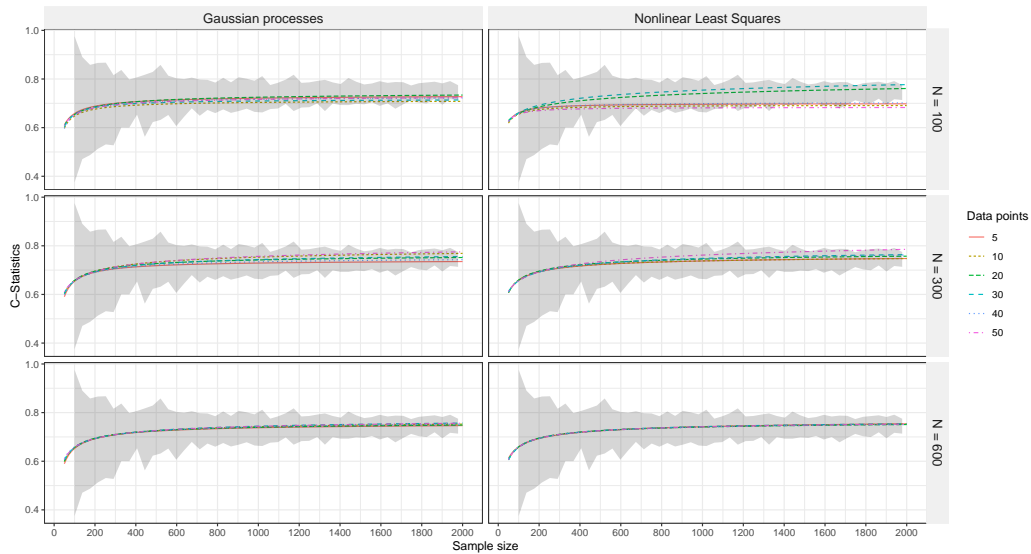 Gaussian processes
Nonlinear Least Squares
1.0
0.8
0.6
0.4
N = 100
1.0
0.8
0.6
0.4
N = 300
1.0
0.8
0.6
0.4
N = 600
C–Statistics
0 200 400 600 800 1000 1200 1400 1600 1800 2000
0 200 400 600 800 1000 1200 1400 1600 1800 2000
Sample size
Data points
5
10
20
30
40
50